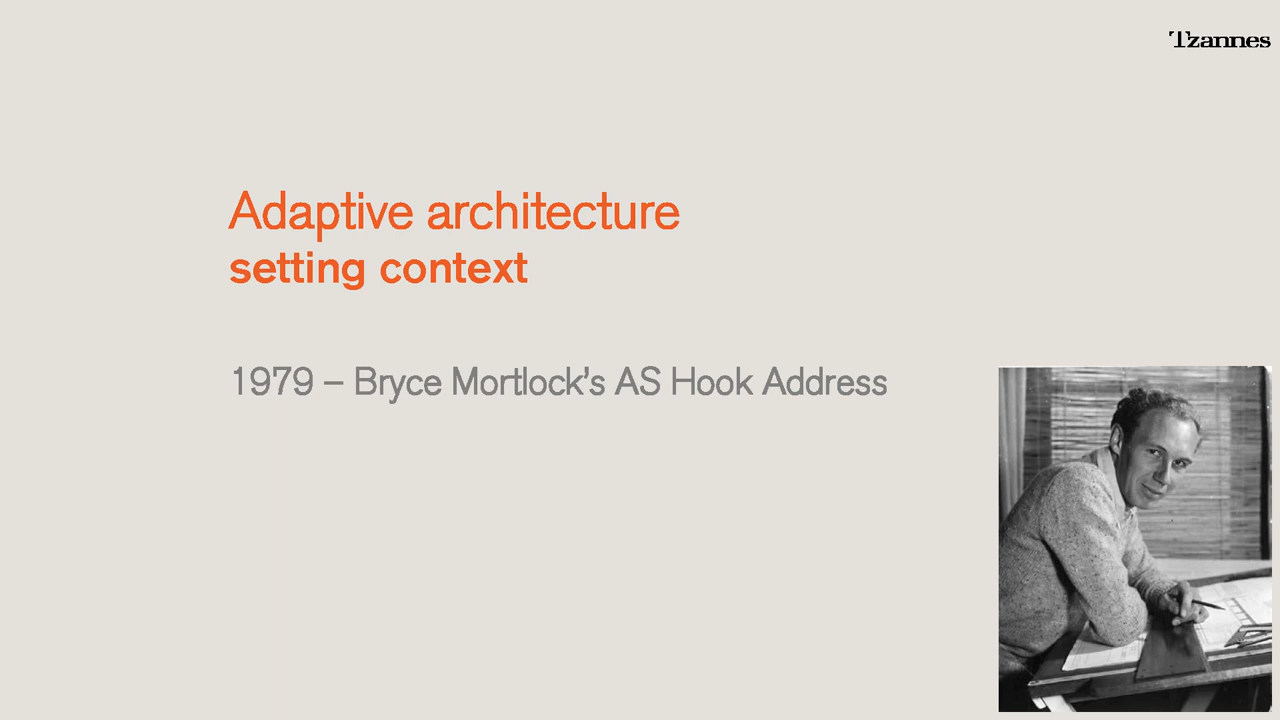 Tzannes
Adaptive architecture
setting context
1979 – Bryce Mortlock’s AS Hook Address